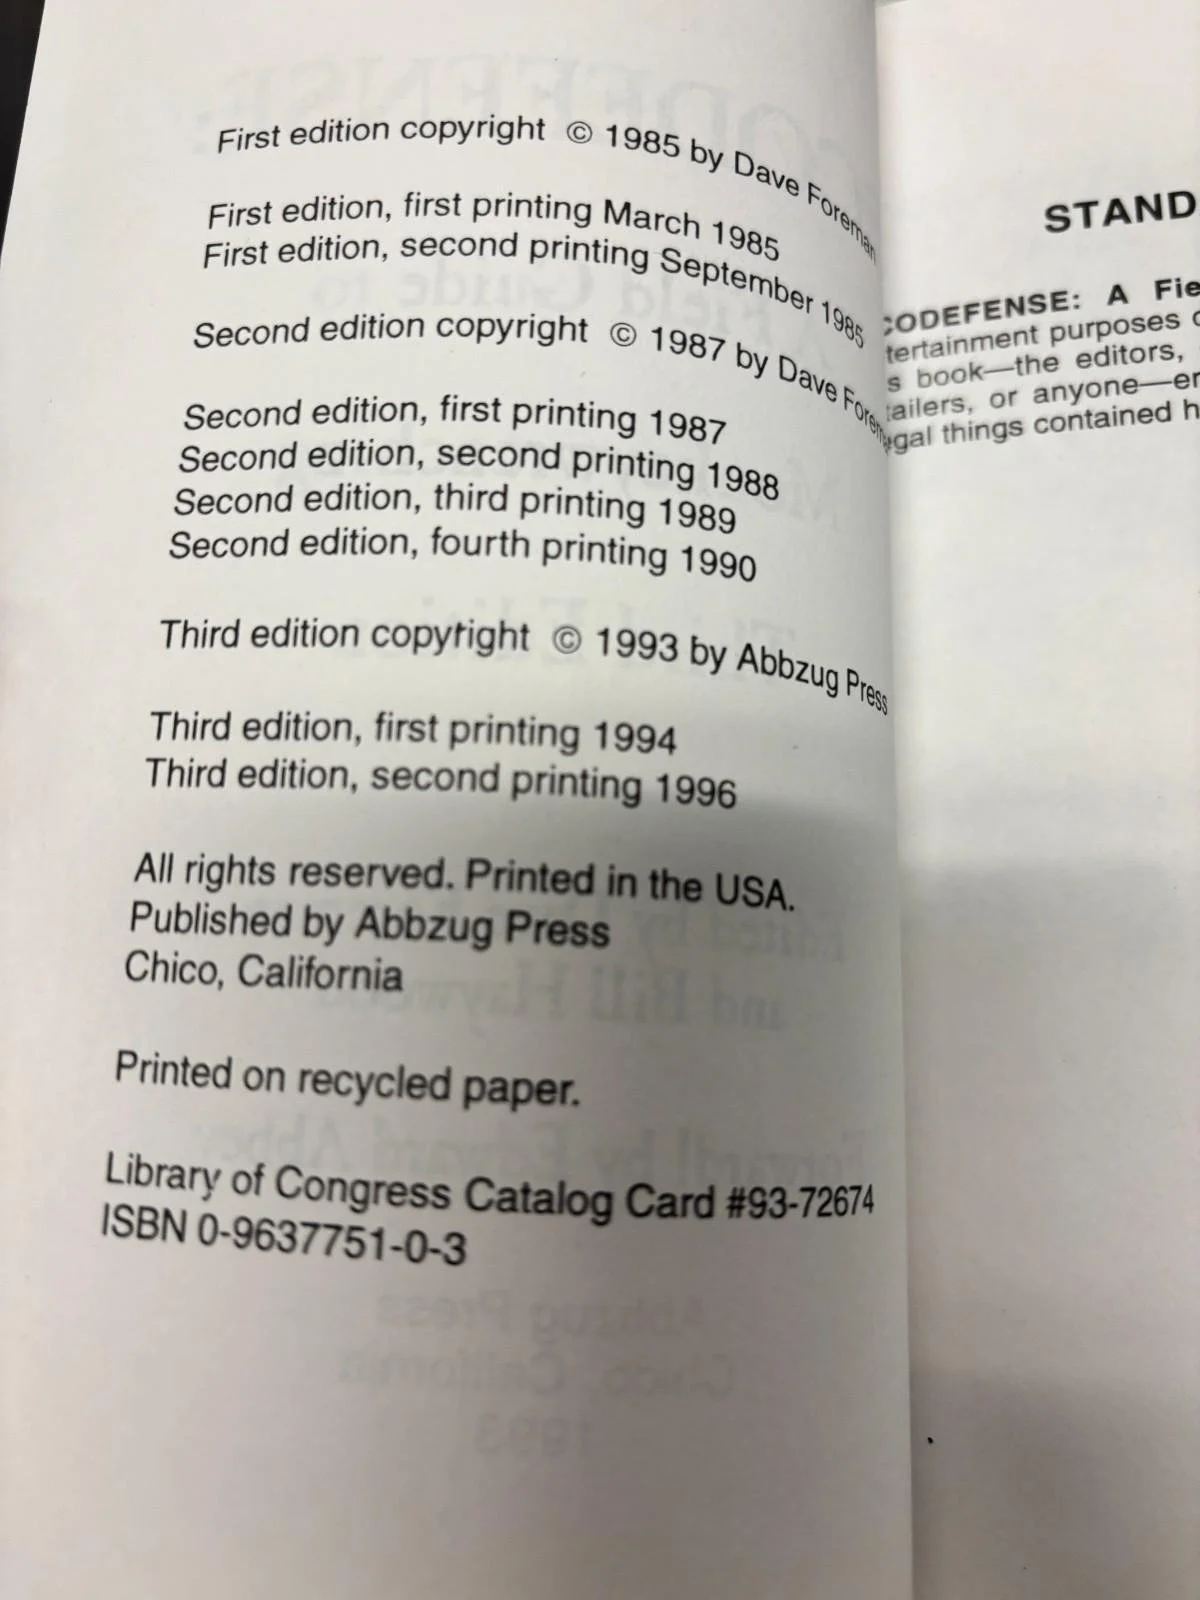 First edition copyright © 1985 by Dave Foreman
First edition, first printing March 1985
First edition, second printing September 1985
Second edition copyright © 1987 by Dave Forem
Second edition, first printing 1987
Second edition, second printing 1988
Second edition, third printing 1989
Second edition, fourth printing 1990
Third edition copyright © 1993 by Abbzug Press
Third edition, first printing 1994
Third edition, second printing 1996
All rights reserved. Printed in the USA.
Published by Abbzug Press
Chico, California
Printed on recycled paper.
Library of Congress Catalog Card #93-72674
ISBN 0-9637751-0-3
STAND
CODEFENSE: A Fie
tertainment purposes
s book—the editors,
ailers, or anyone—er
egal things contained h